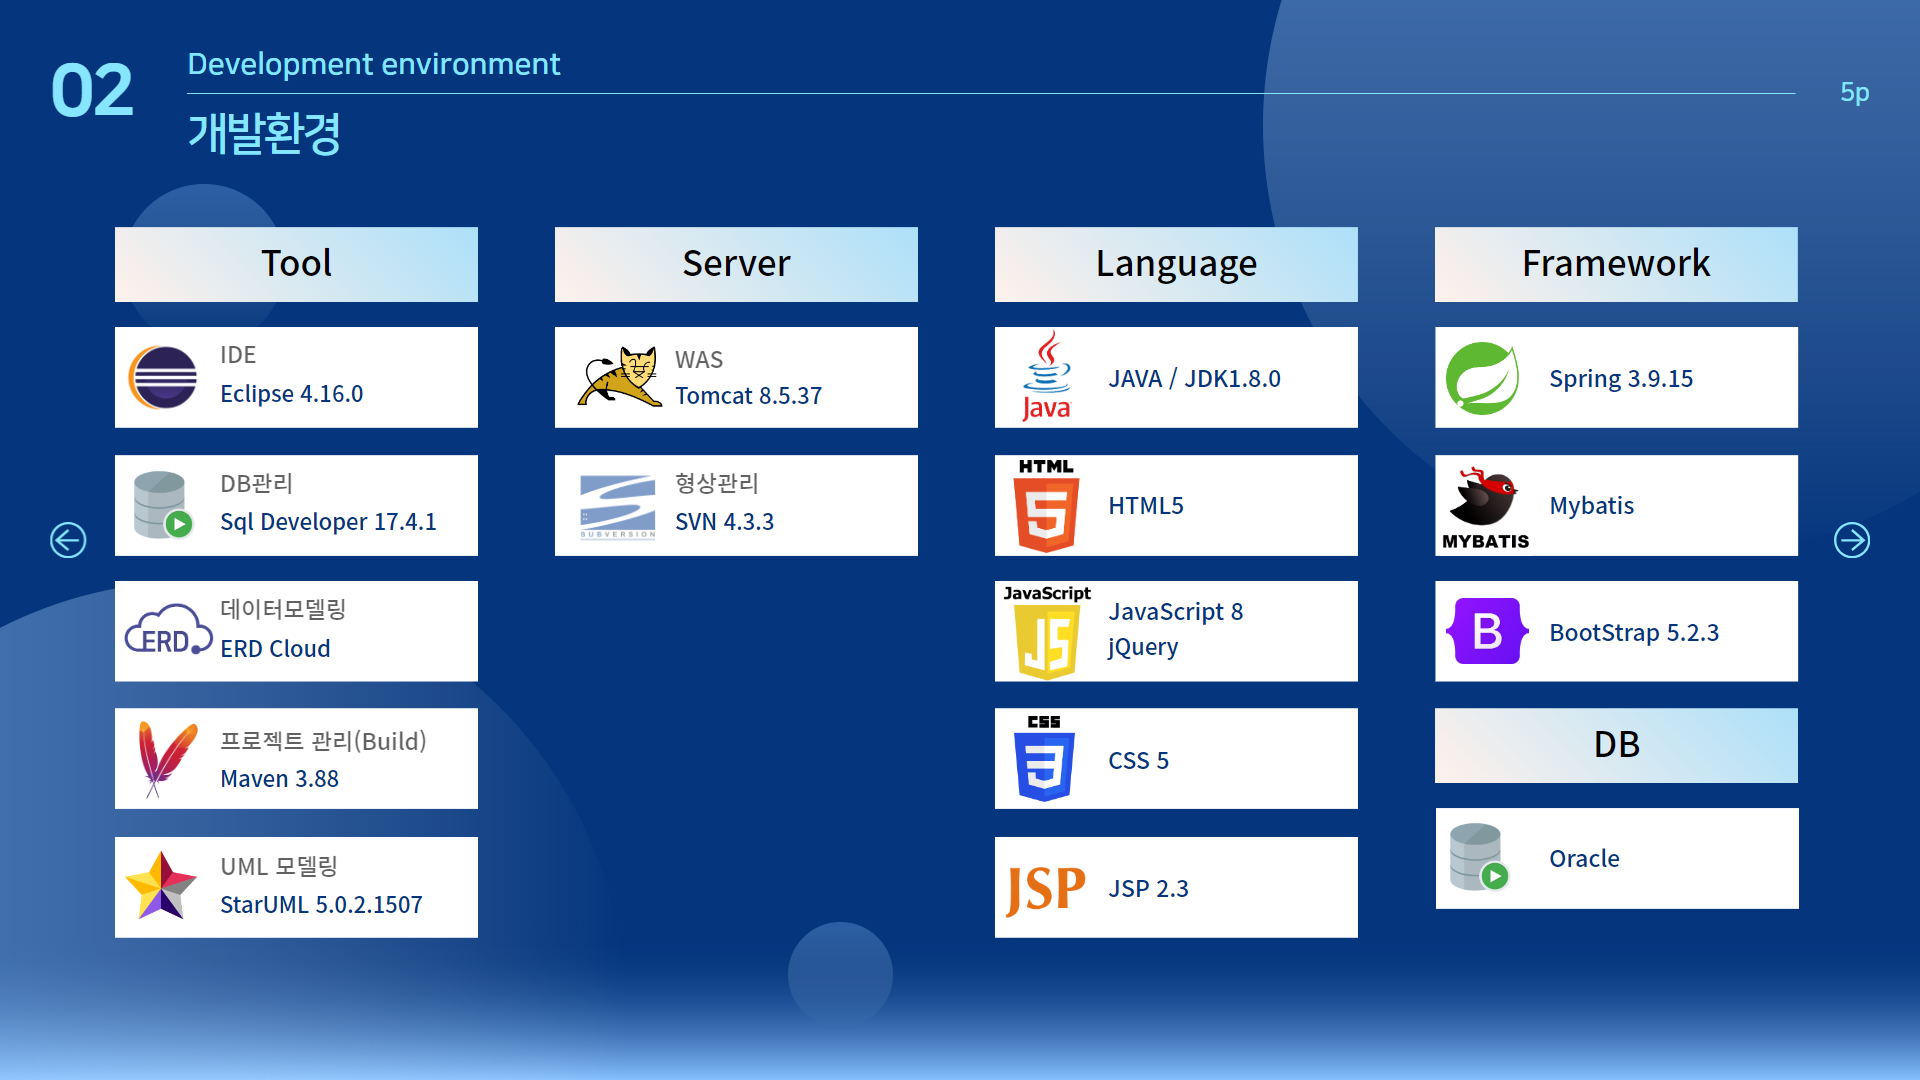 02
Development environment
5p
개발환경
Tool
IDE
Eclipse 4.16.0
DB관리
Sql Developer 17.4.1
ERD
데이터모델링
ERD Cloud
프로젝트 관리(Build)
Maven 3.88
UML 모델링
StarUML 5.0.2.1507
Server
WAS
Tomcat 8.5.37
SUBVERSION
형상관리
SVN 4.3.3
Language
Java
JAVA / JDK1.8.0
HTML
5
HTML5
JavaScript
JS
JavaScript 8
jQuery
CSS
3
CSS 5
JSP
JSP 2.3
Framework
Spring 3.9.15
MYBATIS
Mybatis
B
BootStrap 5.2.3
DB
Oracle